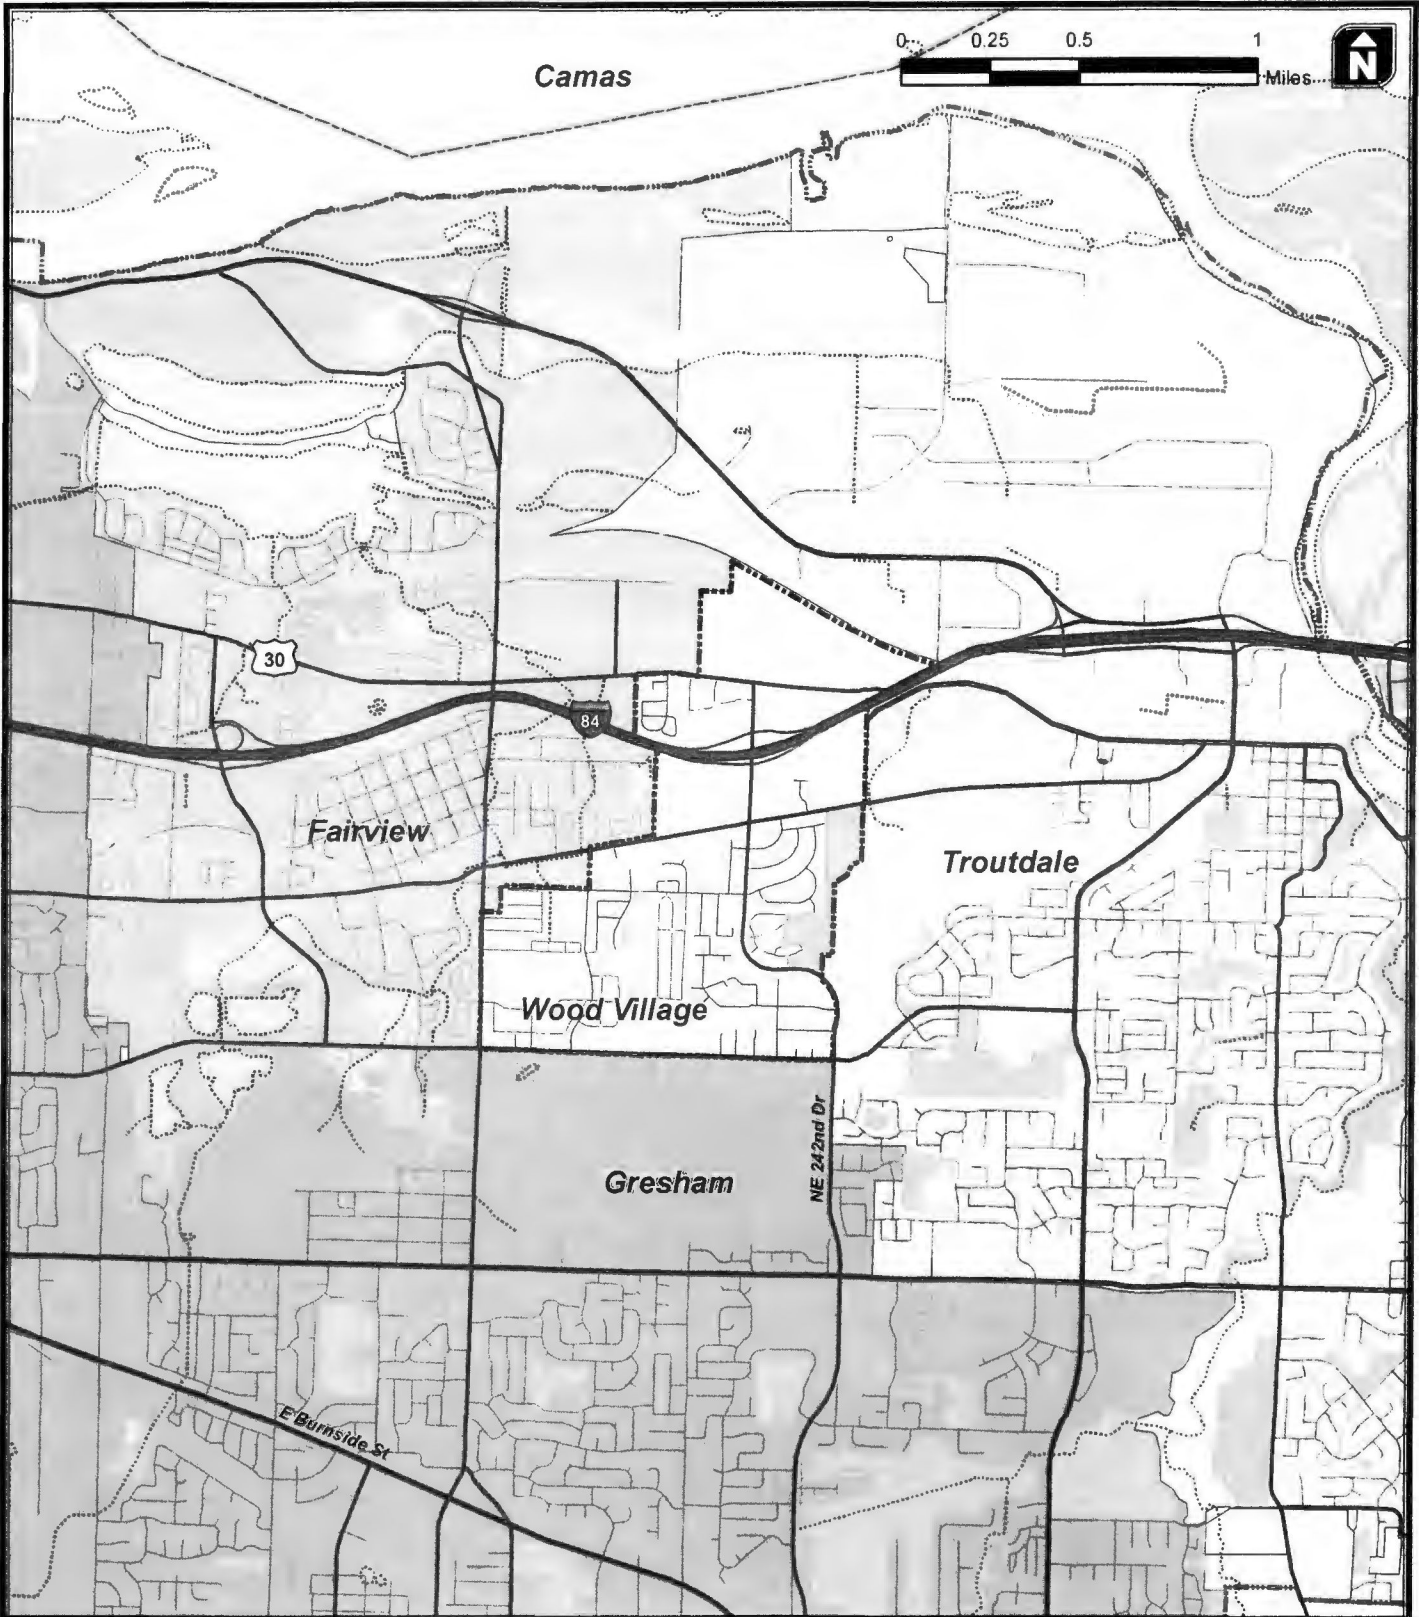 0 0.25 0.5 1
Miles
N
Camas
30
84
Fairview
Troutdale
Wood Village
NE 242nd Dr
Gresham
E Burnside St